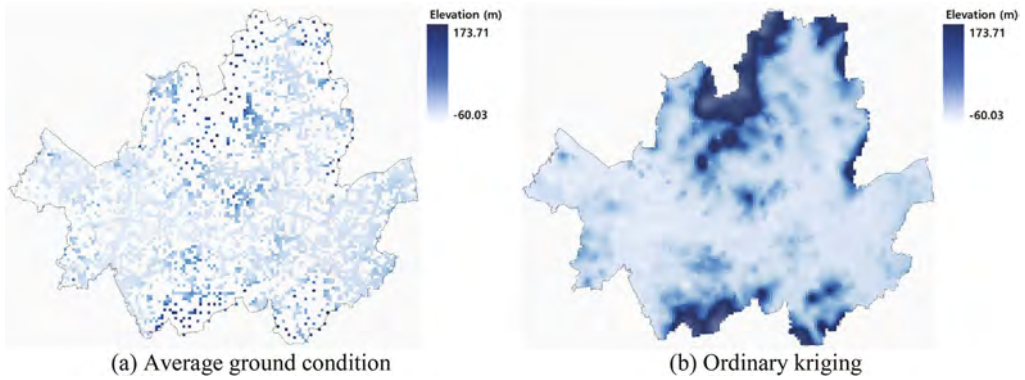 Elevation (m)
173.71
-60.03
Elevation (m)
173.71
-60.03
(a) Average ground condition
(b) Ordinary kriging